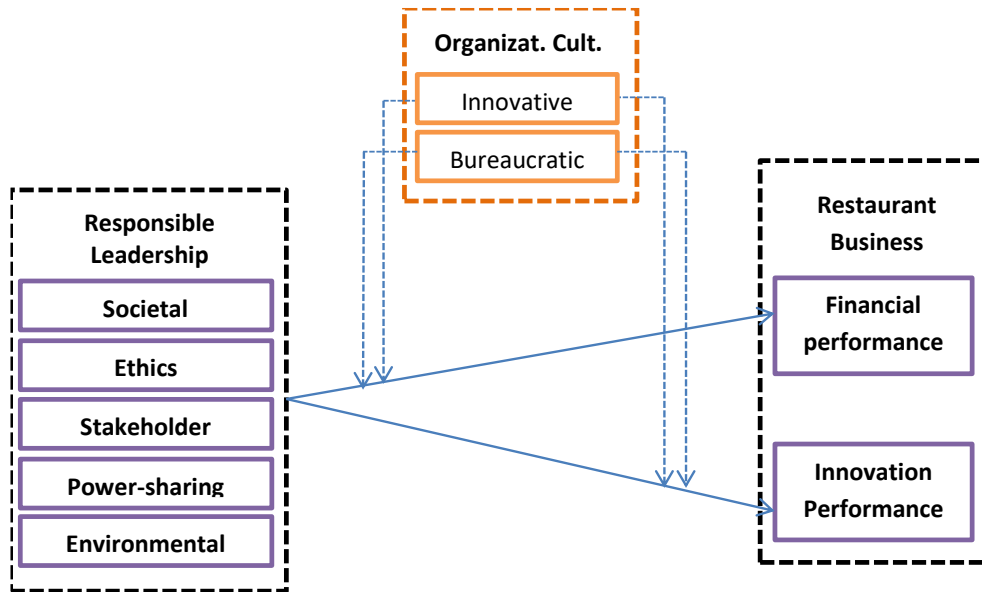 Organizat. Cult.
Innovative
Bureaucratic
Responsible
Leadership
Societal
Ethics
Stakeholder
Power-sharing
Environmental
Restaurant
Business
Financial
performance
Innovation
Performance